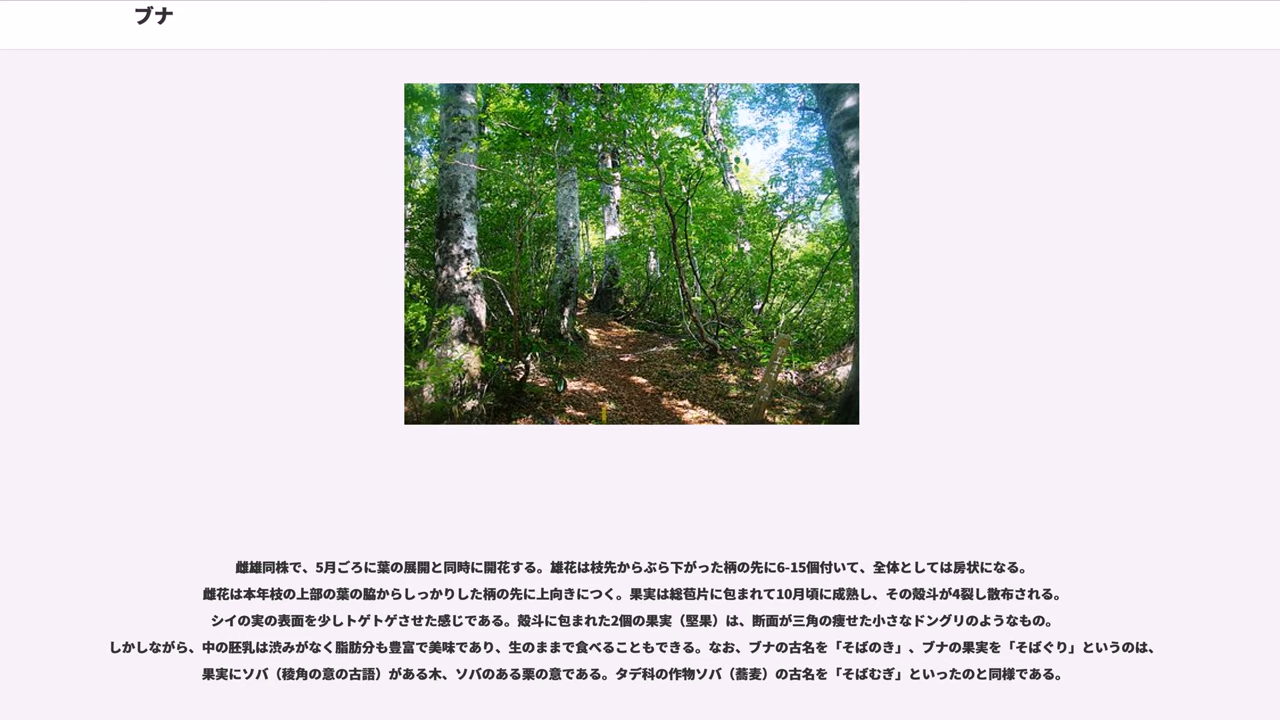 ブナ
雌雄同株で、5月ごろに葉の展開と同時に開花する。雄花は枝先からぶら下がった柄の先に6-15個付いて、全体としては房状になる。
雌花は本年枝の上部の葉の脇からしっかりした柄の先に上向きにつく。果実は総苞片に包まれて10月頃に成熟し、その殻斗が4裂し散布される。
シイの実の表面を少しトゲトゲさせた感じである。殻斗に包まれた2個の果実（堅果）は、断面が三角の痩せた小さなドングリのようなもの。
しかしながら、中の胚乳は渋みがなく脂肪分も豊富で美味であり、生のままで食べることもできる。なお、ブナの古名を「そばのき」、ブナの果実を「そばぐり」というのは、
果実にソバ（稜角の意の古語）がある木、ソバのある栗の意である。タデ科の作物ソバ（蕎麦）の古名を「そばむぎ」といったのと同様である。